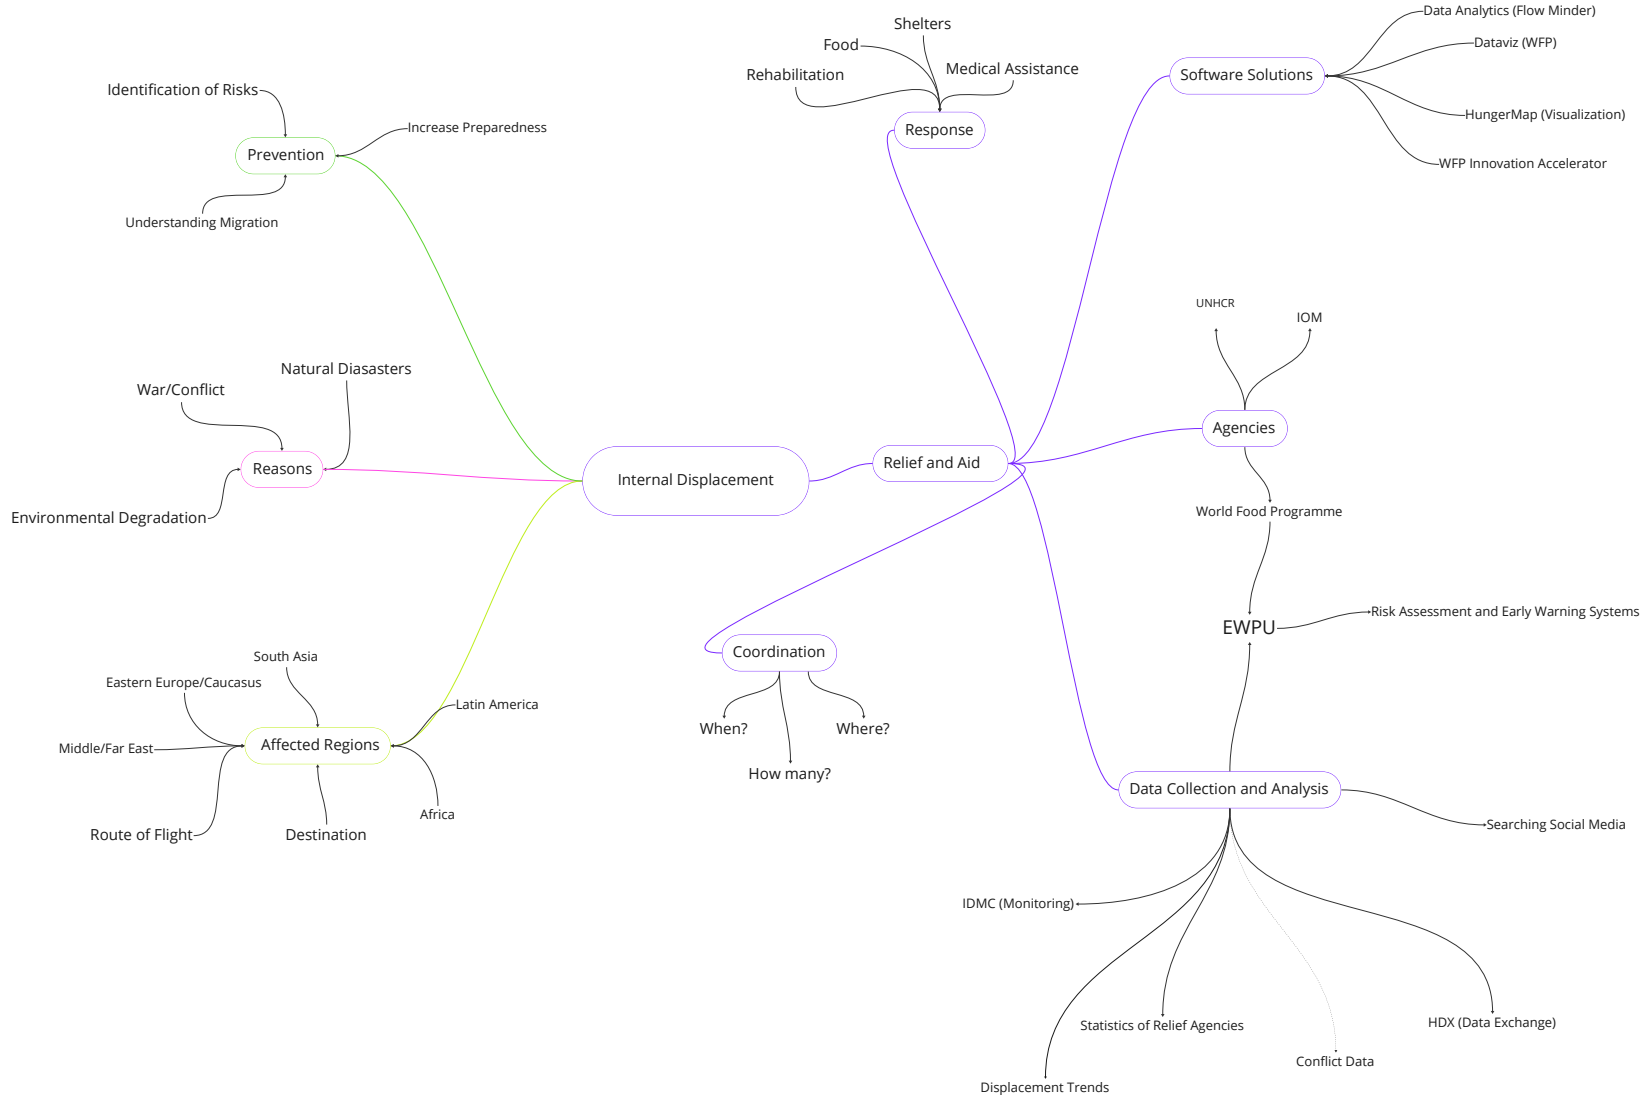 Data Analytics (Flow Minder)
Shelters
Food
Dataviz (WFP)
Medical Assistance
Rehabilitation
Software Solutions
Identification of Risks
HungerMap (Visualization)
Increase Preparedness
Response
Prevention
WFP Innovation Accelerator
Understanding Migration
UNHCR
IOM
Natural Diasasters
War/Conflict
Agencies
Relief and Aid
Reasons
Internal Displacement
World Food Programme
Environmental Degradation
Risk Assessment and Early Warning Systems
EWPU
Coordination
South Asia
Eastern Europe/Caucasus
Latin America
When?
Where?
Affected Regions
Middle/Far East
How many?
Data Collection and Analysis
Africa
Searching Social Media
Route of Flight
Destination
IDMC (Monitoring)
HDX (Data Exchange)
Statistics of Relief Agencies
Conflict Data
Displacement Trends